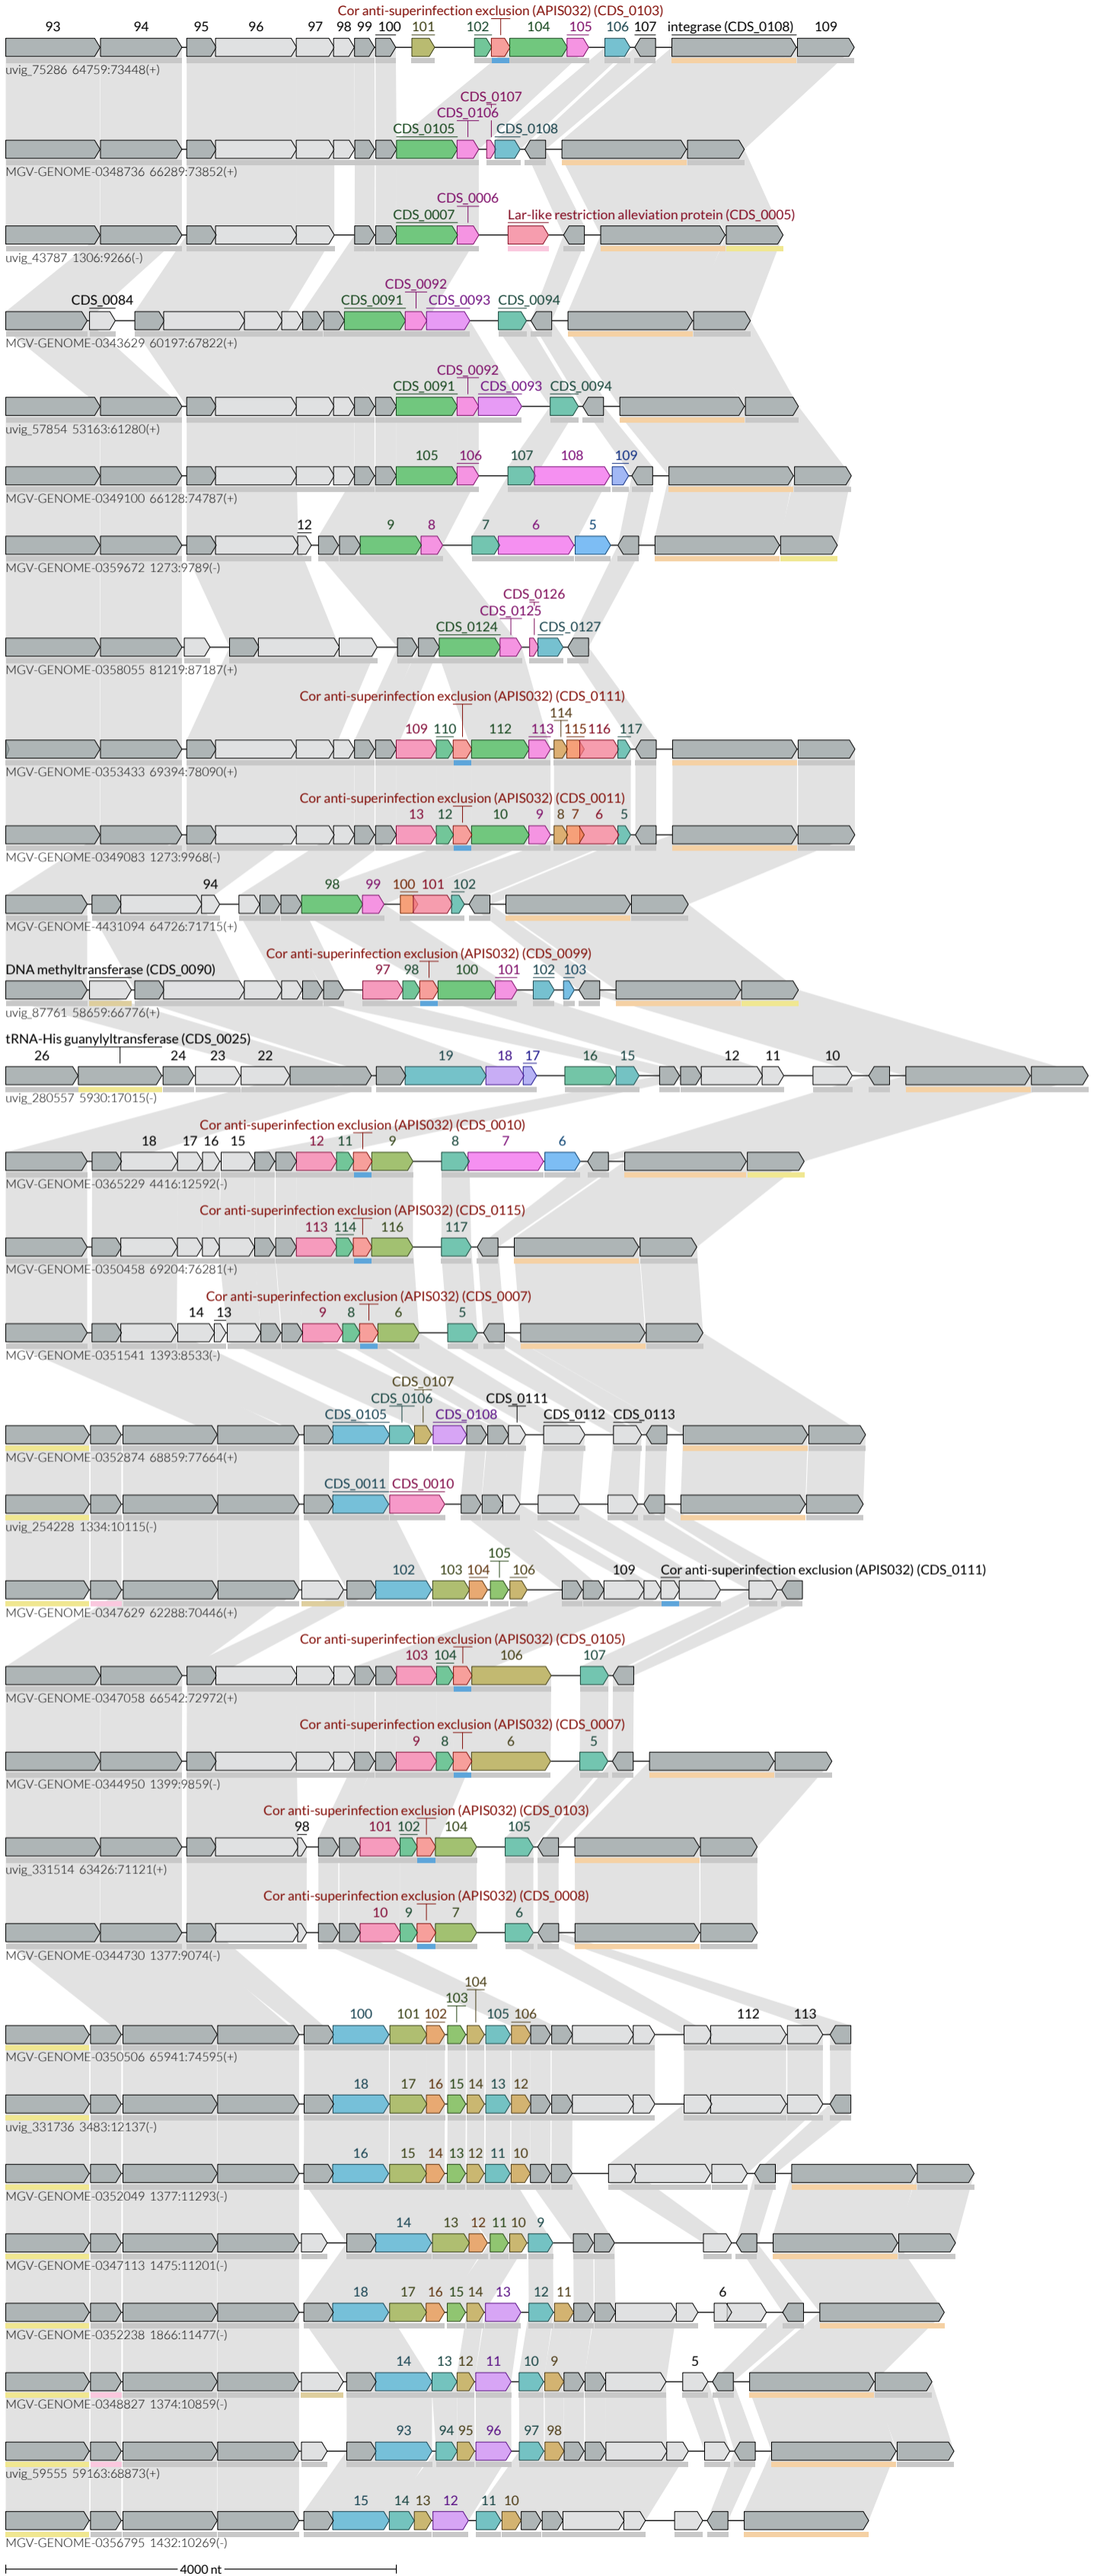 Cor anti-superinfection exclusion (APIS032) (CDS_0103)
93 94 95 96 97 98 99 100 101 102 104 105 106 107 integrase (CDS_0108) 109
uvig_75286 64759:73448(+)
CDS_0107
CDS_0106
CDS_0105 CDS_0108
MGV-GENOME-0348736 66289:73852(+)
CDS_0006
CDS_0007 Lar-like restriction alleviation protein (CDS_0005)
uvig_43787 1306:9266(-)
CDS_0092
CDS_0084 CDS_0091 CDS_0093 CDS_0094
MGV-GENOME-0343629 60197:67822(+)
CDS_0092
CDS_0091 CDS_0093 CDS_0094
uvig_57854 53163:61280(+)
105 106 107 108 109
MGV-GENOME-0349100 66128:74787(+)
12 9 8 7 6 5
MGV-GENOME-0359672 1273:9789(-)
CDS_0126
CDS_0125
CDS_0124 CDS_0127
MGV-GENOME-0358055 81219:87187(+)
Cor anti-superinfection exclusion (APIS032) (CDS_0111)
114
109 110 112 113 115 116 117
MGV-GENOME-0353433 69394:78090(+)
Cor anti-superinfection exclusion (APIS032) (CDS_0011)
13 12 10 9 8 7 6 5
MGV-GENOME-0349083 1273:9968(-)
94 98 99 100 101 102
MGV-GENOME-4431094 64726:71715(+)
Cor anti-superinfection exclusion (APIS032) (CDS_0099)
DNA methyltransferase (CDS_0090) 97 98 100 101 102 103
uvig_87761 58659:66776(+)
tRNA-His guanylyltransferase (CDS_0025)
26 24 23 22 19 18 17 16 15 12 11 10
uvig_280557 5930:17015(-)
Cor anti-superinfection exclusion (APIS032) (CDS_0010)
18 17 16 15 12 11 9 8 7 6
MGV-GENOME-0365229 4416:12592(-)
Cor anti-superinfection exclusion (APIS032) (CDS_0115)
113 114 116 117
MGV-GENOME-0350458 69204:76281(+)
Cor anti-superinfection exclusion (APIS032) (CDS_0007)
14 13 9 8 6 5
MGV-GENOME-0351541 1393:8533(-)
CDS_0107
CDS_0106 CDS_0111
CDS_0105 CDS_0108 CDS_0112 CDS_0113
MGV-GENOME-0352874 68859:77664(+)
CDS_0011 CDS_0010
uvig_254228 1334:10115(-)
105
102 103 104 106 109 Cor anti-superinfection exclusion (APIS032) (CDS_0111)
MGV-GENOME-0347629 62288:70446(+)
Cor anti-superinfection exclusion (APIS032) (CDS_0105)
103 104 106 107
MGV-GENOME-0347058 66542:72972(+)
Cor anti-superinfection exclusion (APIS032) (CDS_0007)
9 8 6 5
MGV-GENOME-0344950 1399:9859(-)
Cor anti-superinfection exclusion (APIS032) (CDS_0103)
98 101 102 104 105
uvig_331514 63426:71121(+)
Cor anti-superinfection exclusion (APIS032) (CDS_0008)
10 9 7 6
MGV-GENOME-0344730 1377:9074(-)
104
103
100 101 102 105 106 112 113
MGV-GENOME-0350506 65941:74595(+)
18 17 16 15 14 13 12
uvig_331736 3483:12137(-)
16 15 14 13 12 11 10
MGV-GENOME-0352049 1377:11293(-)
14 13 12 11 10 9
MGV-GENOME-0347113 1475:11201(-)
18 17 16 15 14 13 12 11 6
MGV-GENOME-0352238 1866:11477(-)
14 13 12 11 10 9 5
MGV-GENOME-0348827 1374:10859(-)
93 94 95 96 97 98
uvig_59555 59163:68873(+)
15 14 13 12 11 10
MGV-GENOME-0356795 1432:10269(-)
4000 nt